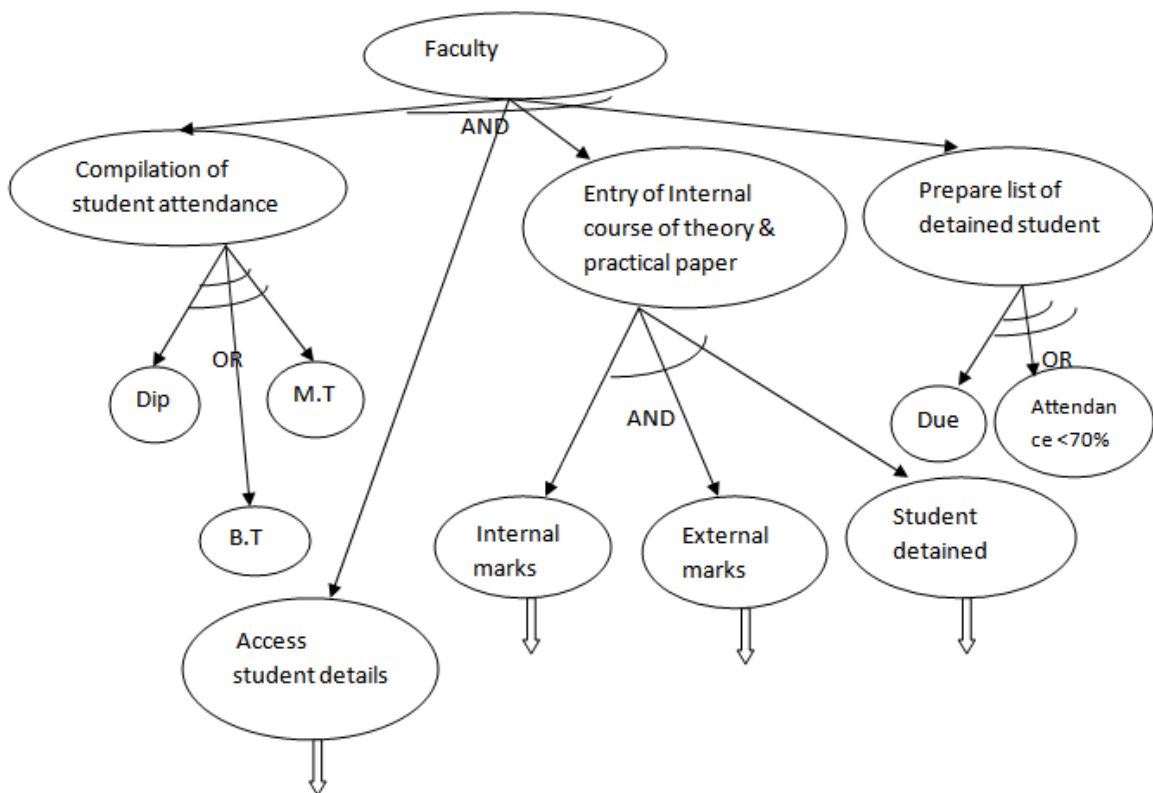 Faculty
AND
Compilation of
student attendance
Entry of Internal
course of theory &
practical paper
Prepare list of
detained student
OR
Dip
M.T
B.T
AND
OR
Due
Attendan
ce <70%
Internal
marks
External
marks
Student
detained
Access
student details